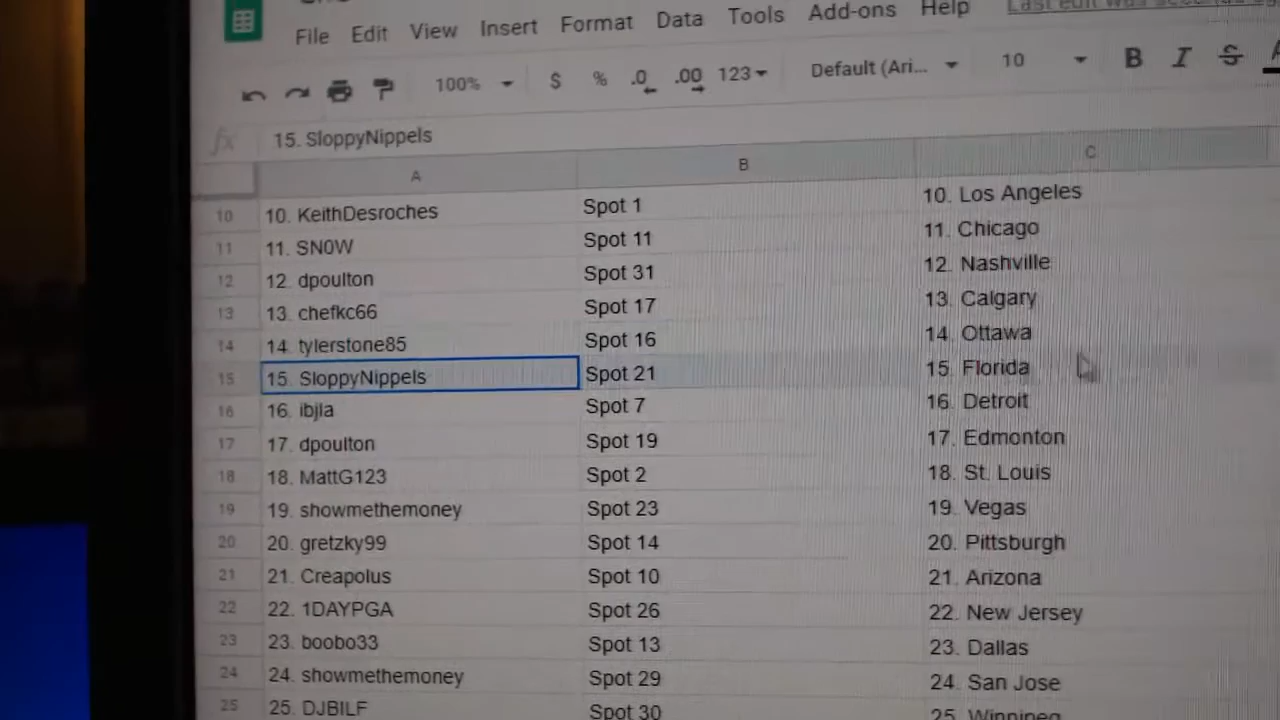 File Edit View Insert Format Data Tools Add-ons Help
100% $ % .0 .00 123 Default (Ari... 10 B I S A
fx 15. SloppyNippels
A B C
10 10. KeithDesroches Spot 1 10. Los Angeles
11 11. SN0W Spot 11 11. Chicago
12 12. dpoulton Spot 31 12. Nashville
13 13. chefkc66 Spot 17 13. Calgary
14 14. tylerstone85 Spot 16 14. Ottawa
15 15. SloppyNippels Spot 21 15. Florida
16 16. ibjla Spot 7 16. Detroit
17 17. dpoulton Spot 19 17. Edmonton
18 18. MattG123 Spot 2 18. St. Louis
19 19. showmethemoney Spot 23 19. Vegas
20 20. gretzky99 Spot 14 20. Pittsburgh
21 21. Creapolus Spot 10 21. Arizona
22 22. 1DAYPGA Spot 26 22. New Jersey
23 23. boobo33 Spot 13 23. Dallas
24 24. showmethemoney Spot 29 24. San Jose
25 25. DJBILF Spot 30 25. Winnipeg